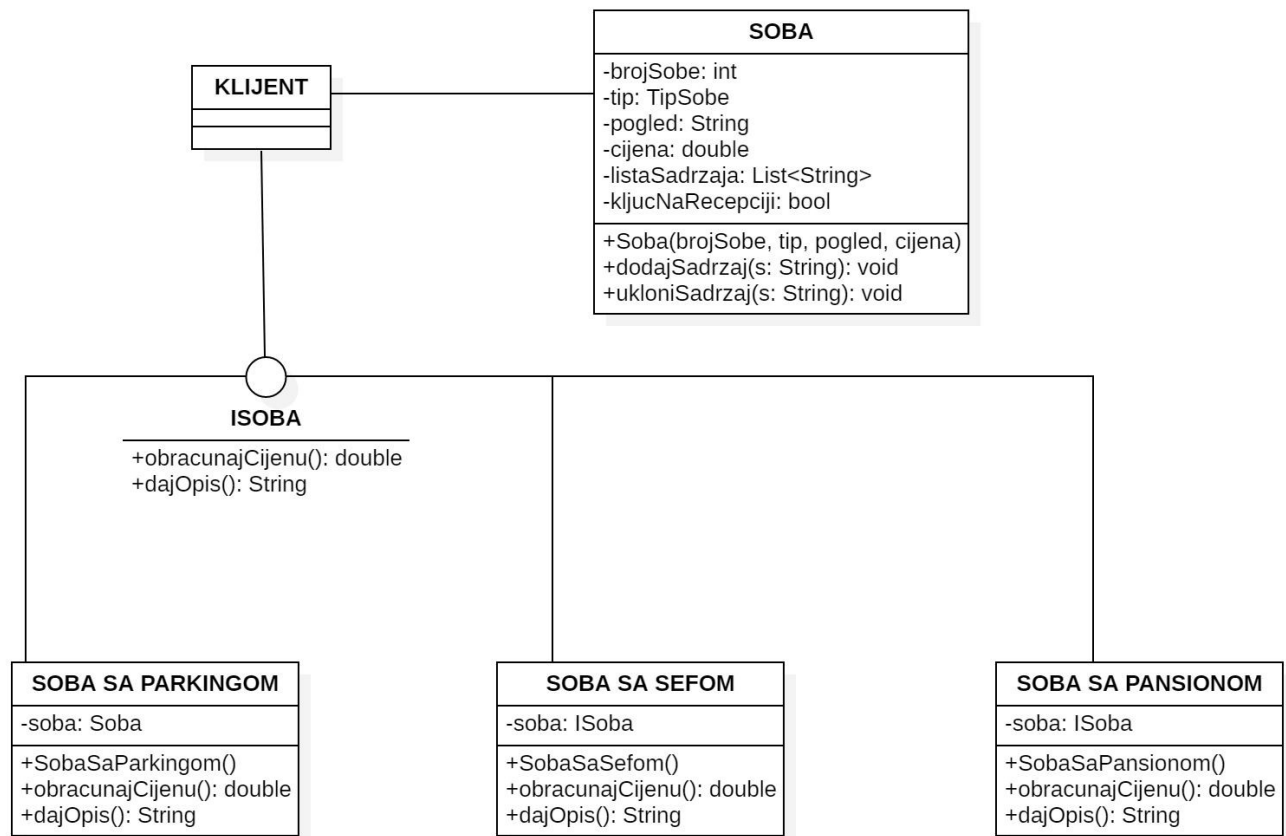 KLIJENT
SOBA
-brojSobe: int
-tip: TipSobe
-pogled: String
-cijena: double
-listaSadrzaja: List<String>
-kljucNaRecepciji: bool
+Soba(brojSobe, tip, pogled, cijena)
+dodajSadrzaj(s: String): void
+ukloniSadrzaj(s: String): void
ISOBA
+obracunajCijenu(): double
+dajOpis(): String
SOBA SA PARKINGOM
-soba: Soba
+SobaSaParkingom()
+obracunajCijenu(): double
+dajOpis(): String
SOBA SA SEFOM
-soba: ISoba
+SobaSaSefom()
+obracunajCijenu(): double
+dajOpis(): String
SOBA SA PANSIONOM
-soba: ISoba
+SobaSaPansionom()
+obracunajCijenu(): double
+dajOpis(): String